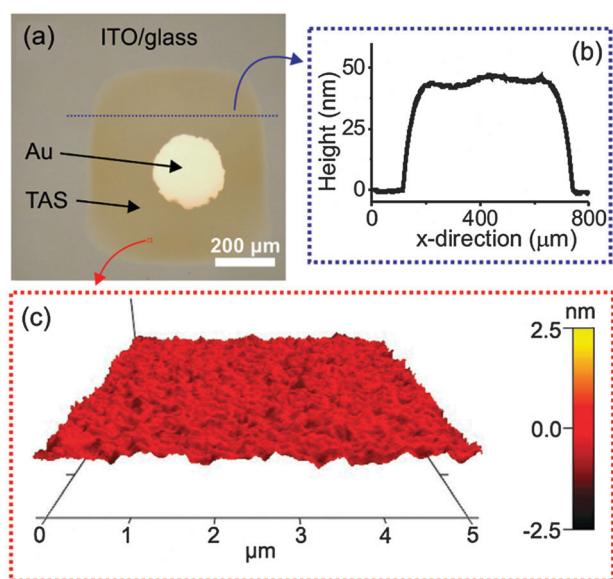 (a)
ITO/glass
Au
TAS
200 µm
(b)
Height (nm)
50
25
0
0
400
800
x-direction (µm)
(c)
nm
2.5
0.0
-2.5
0
1
2
3
4
5
µm